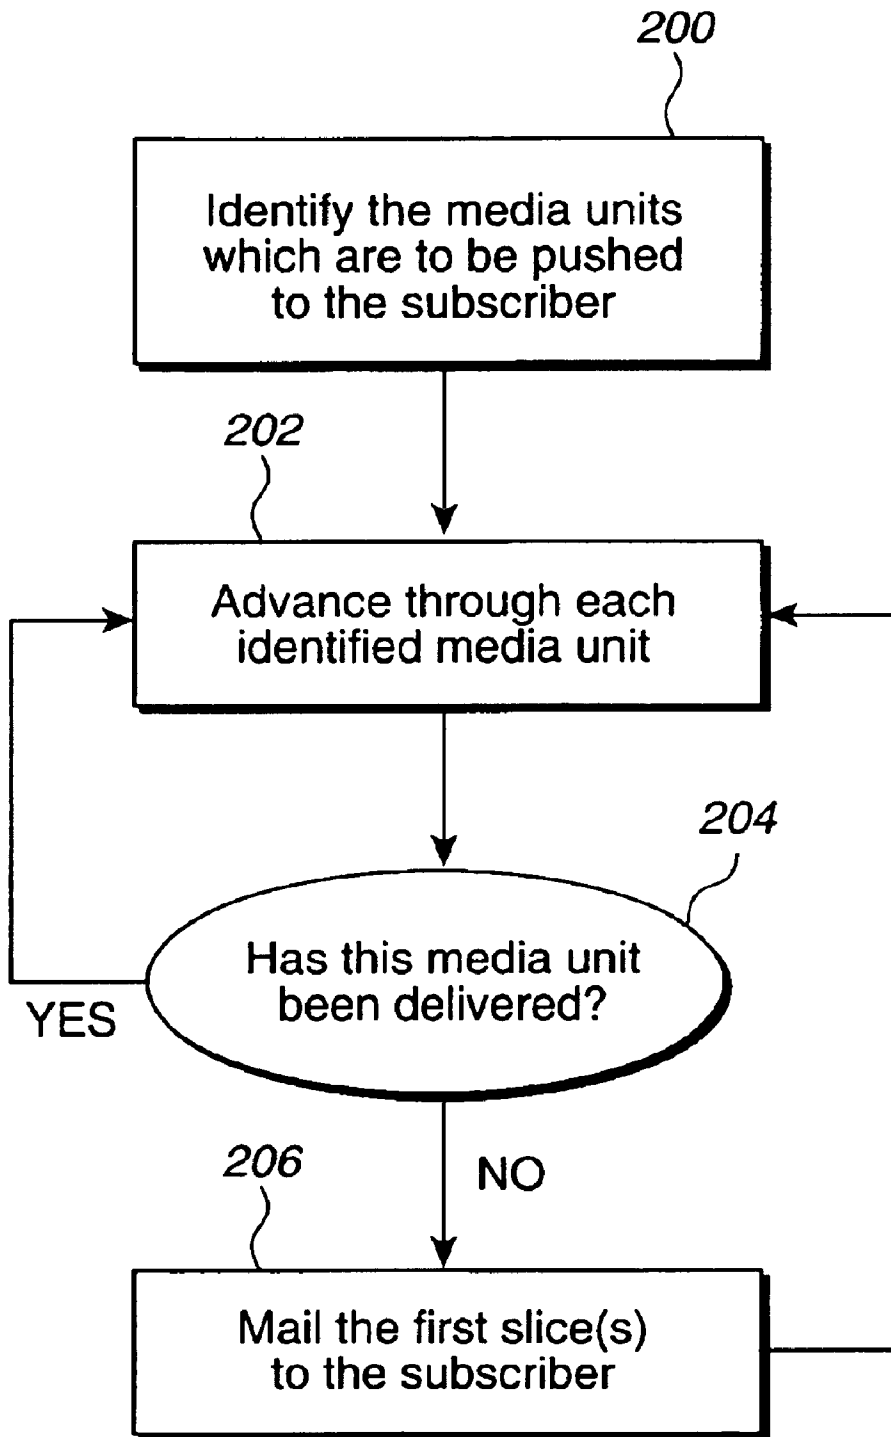 200
Identify the media units
which are to be pushed
to the subscriber
202
Advance through each
identified media unit
204
Has this media unit
been delivered?
YES
NO
206
Mail the first slice(s)
to the subscriber